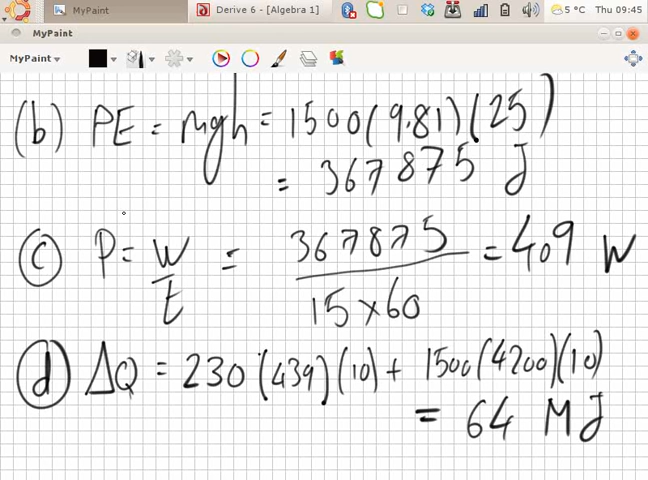 MyPaint
Derive 6 - [Algebra 1]
5 °C
Thu 09:45
MyPaint
MyPaint
(b) PE = mgh = 1500(9.81)(25)
= 367875 J
(c) P = W/t = 367875/15×60 = 409 W
(d) ΔQ = 230(439)(10) + 1500(4200)(10)
= 64 MJ